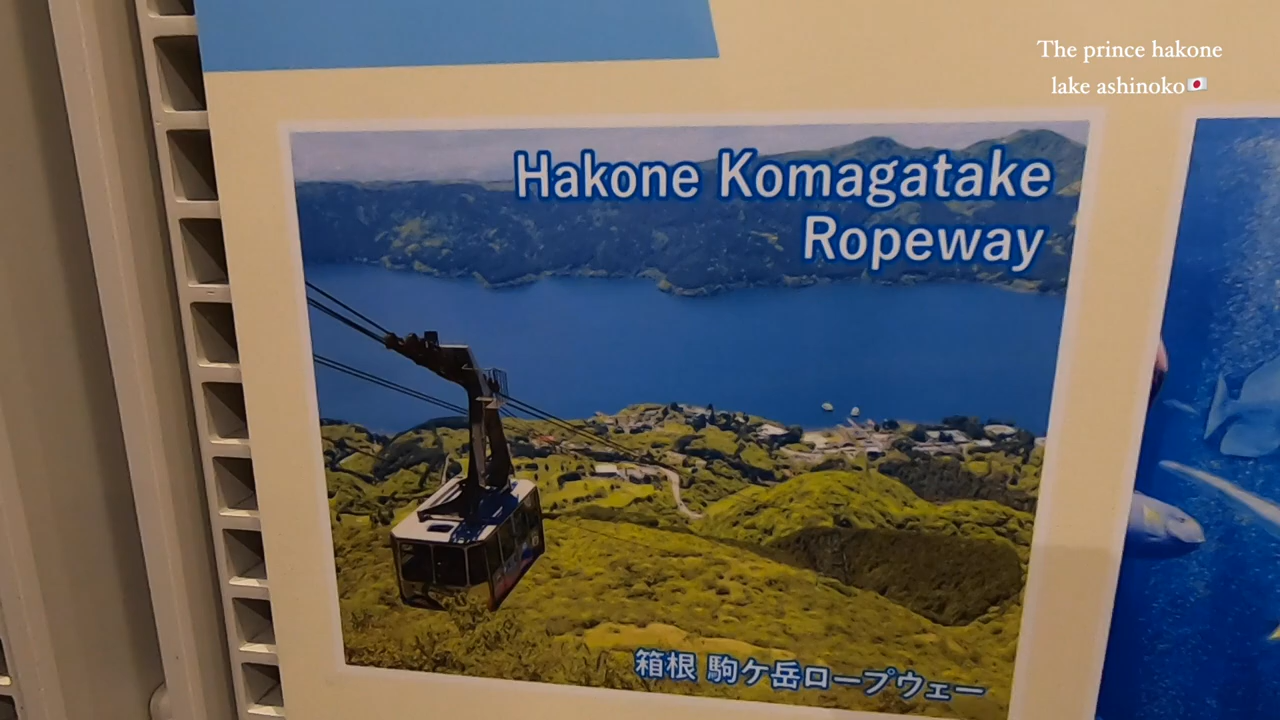 The prince hakone
lake ashinoko🇯🇵
Hakone Komagatake
Ropeway
箱根 駒ケ岳ロープウェー